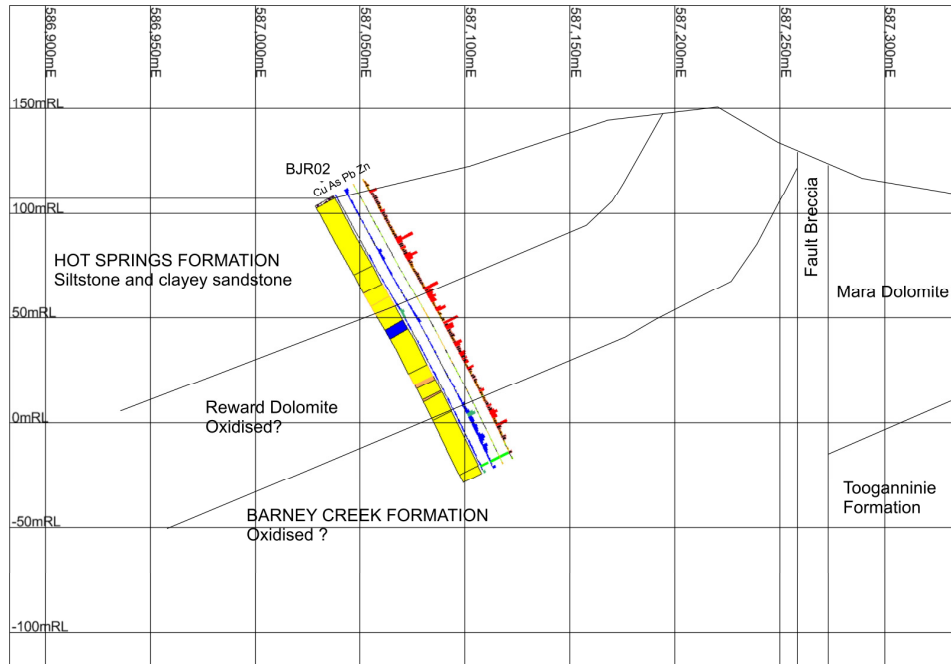 586,900mE
586,950mE
587,000mE
587,050mE
587,100mE
587,150mE
587,200mE
587,250mE
587,300mE
150mRL
BJR02
Cu As Pb Zn
100mRL
Fault Breccia
HOT SPRINGS FORMATION
Siltstone and clayey sandstone
Mara Dolomite
50mRL
Reward Dolomite
Oxidised?
0mRL
Tooganninie
Formation
BARNEY CREEK FORMATION
Oxidised ?
-50mRL
-100mRL